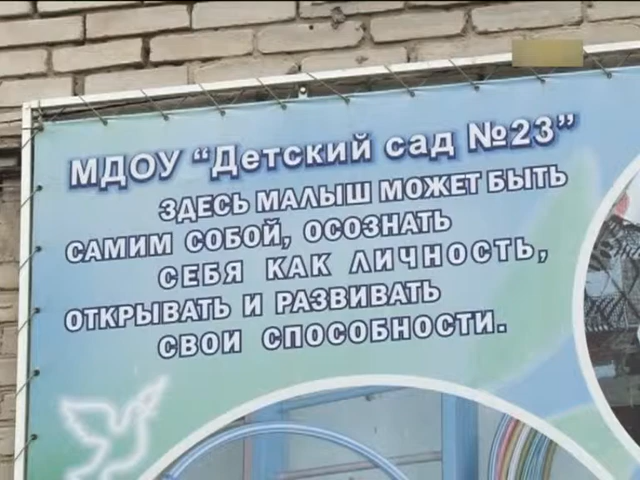 МДОУ "Детский сад №23"
ЗДЕСЬ МАЛЫШ МОЖЕТ БЫТЬ
САМИМ СОБОЙ, ОСОЗНАТЬ
СЕБЯ КАК ЛИЧНОСТЬ,
ОТКРЫВАТЬ И РАЗВИВАТЬ
СВОИ СПОСОБНОСТИ.